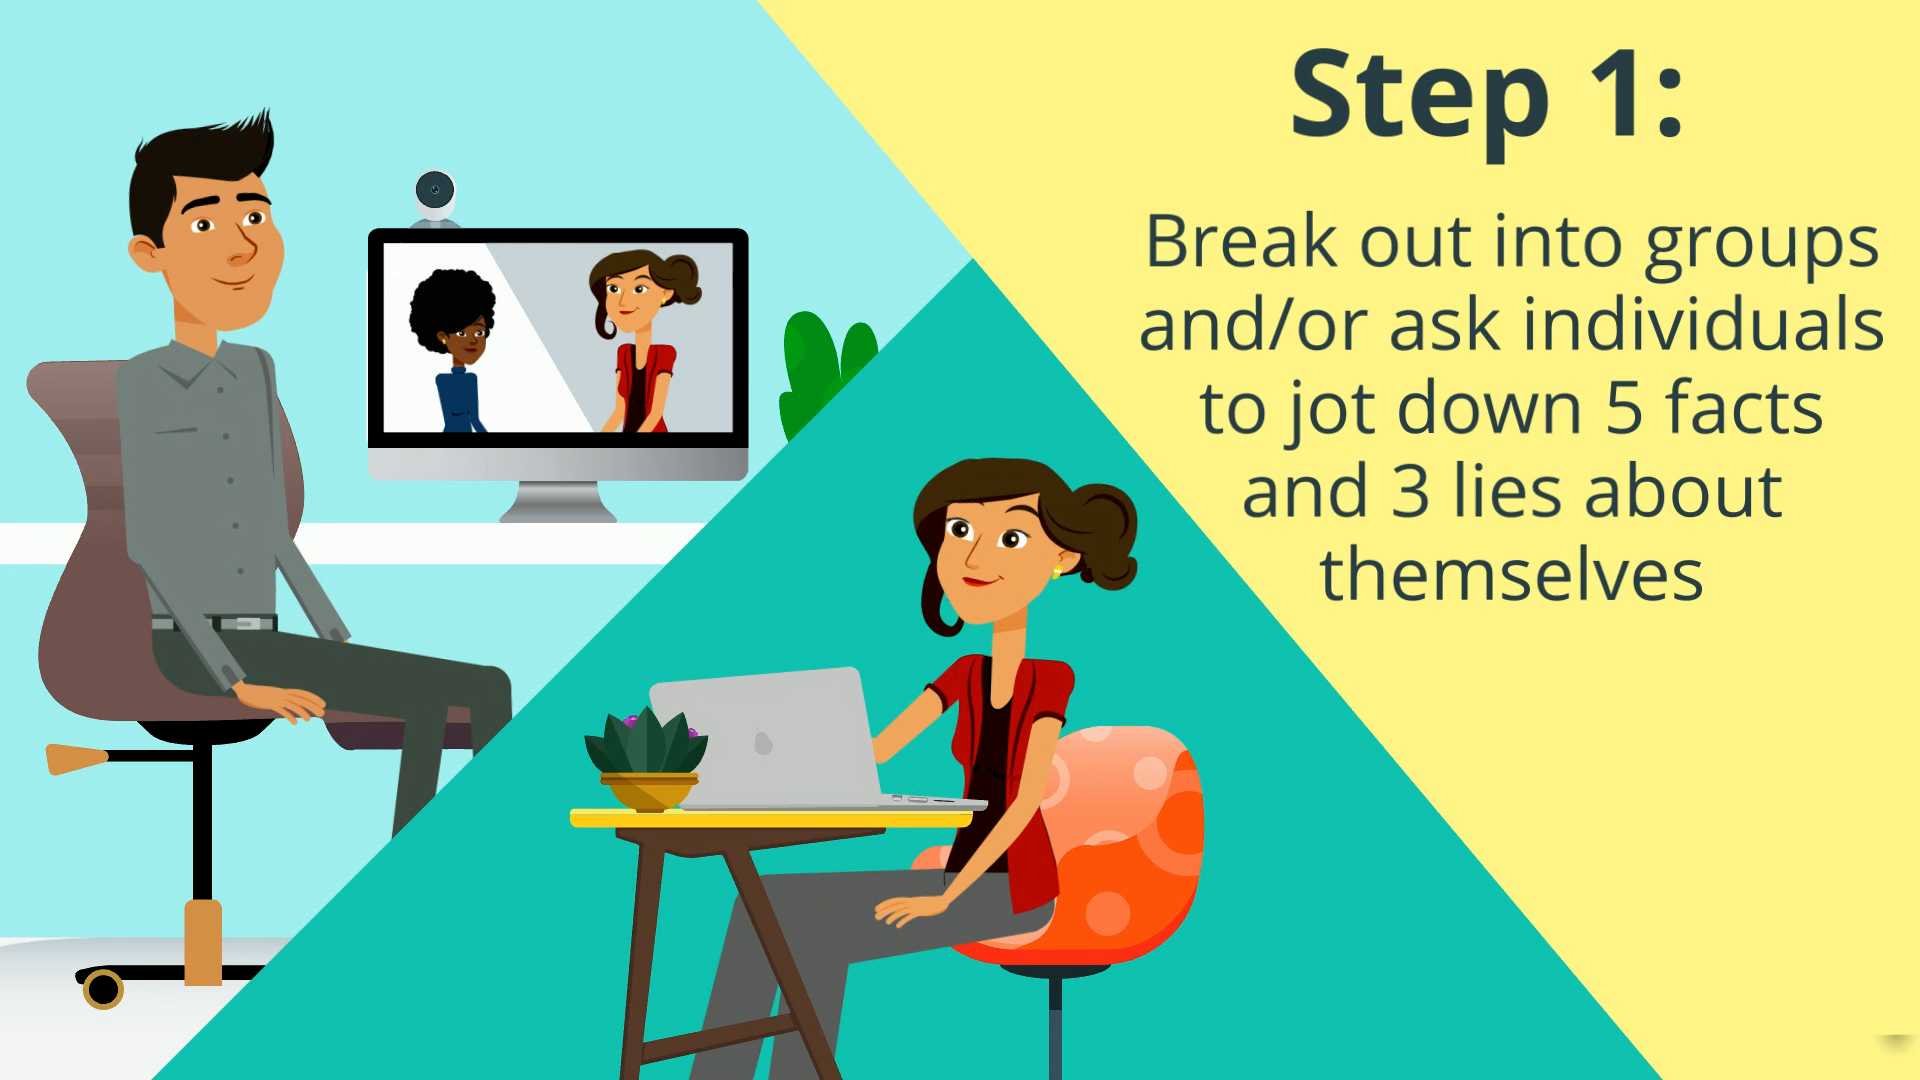 Step 1:
Break out into groups
and/or ask individuals
to jot down 5 facts
and 3 lies about
themselves